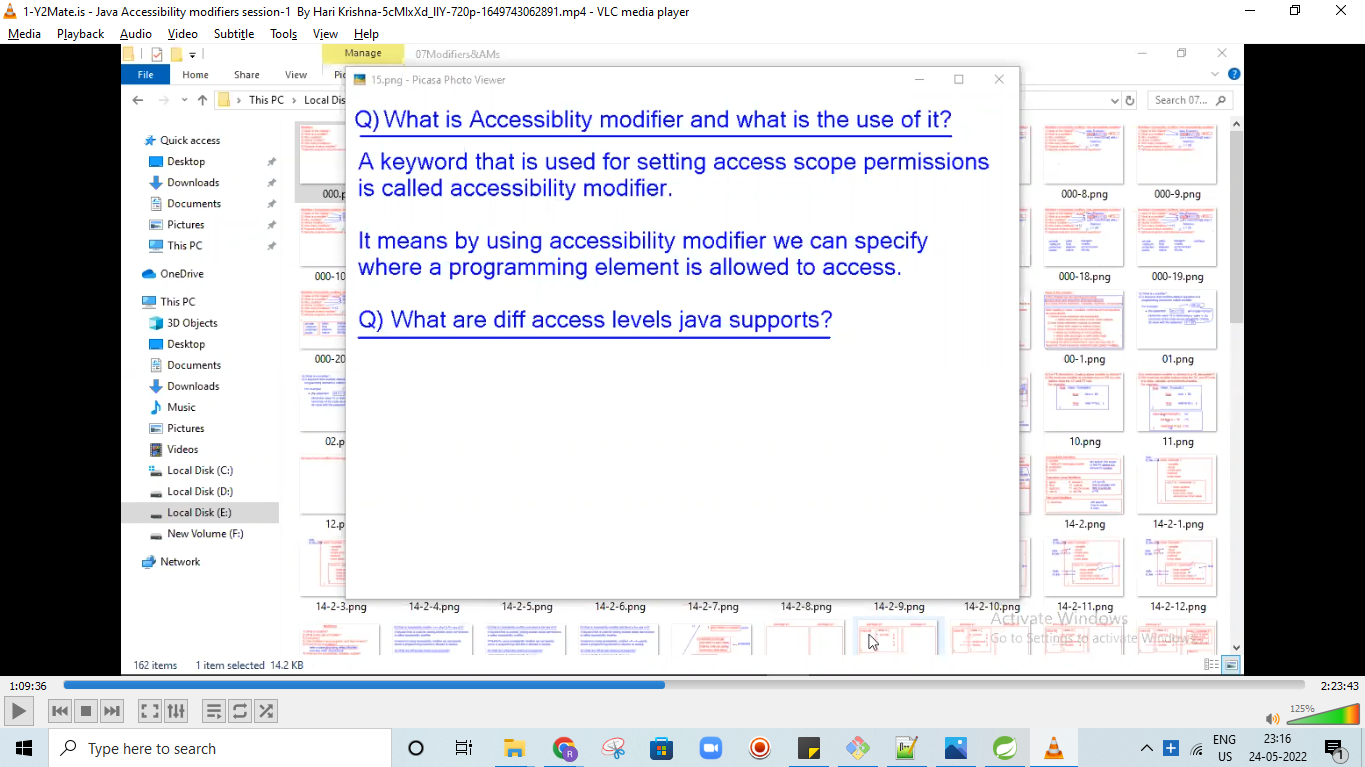 1-Y2Mate.is - Java Accessibility modifiers session-1 By Hari Krishna-5cMlxXd_IIY-720p-1649743062891.mp4 - VLC media player
Media Playback Audio Video Subtitle Tools View Help
Manage 07Modifiers&AMs
File Home Share View
15.png - Picasa Photo Viewer
This PC Local Dis
Search 07...
Q) What is Accessiblity modifier and what is the use of it?
A keyword that is used for setting access scope permissions
is called accessibility modifier.
It means by using accessibility modifier we can specify
where a programming element is allowed to access.
Q) What are diff access levels java supports?
Quick access
Desktop
Downloads
Documents
Pictures
This PC
OneDrive
This PC
3D Objects
Desktop
Documents
Downloads
Music
Pictures
Videos
Local Disk (C:)
Local Disk (D:)
Local Disk (E:)
New Volume (F:)
Network
000.p
000-8.png 000-9.png
000-10
000-18.png 000-19.png
000-20
00-1.png 01.png
02.p
10.png 11.png
12.p
14-2.png 14-2-1.png
14-2-3.png 14-2-4.png 14-2-5.png 14-2-6.png 14-2-7.png 14-2-8.png 14-2-9.png 14-2-10.png 14-2-11.png 14-2-12.png
Activate Windows
Go to Settings to activate Windows.
162 items 1 item selected 14.2 KB
1:09:36 2:23:43
125%
Type here to search
ENG
US
23:16
24-05-2022
1